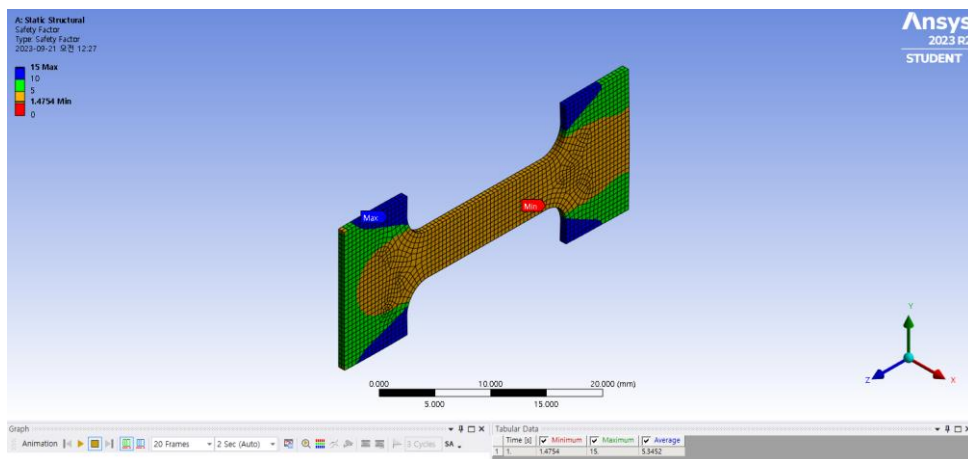 A: Static Structural
Safety Factor
Type: Safety Factor
2023-09-21 오전 12:27
15 Max
10
5
1.4754 Min
0
Ansys
2023 R2
STUDENT
Max
Min
Y
Z
X
0.000 10.000 20.000 (mm)
5.000 15.000
Graph
Animation 20 Frames 2 Sec (Auto) 3 Cycles SA
Tabular Data
Time [s] Minimum Maximum Average
1 1. 1.4754 15. 5.3452